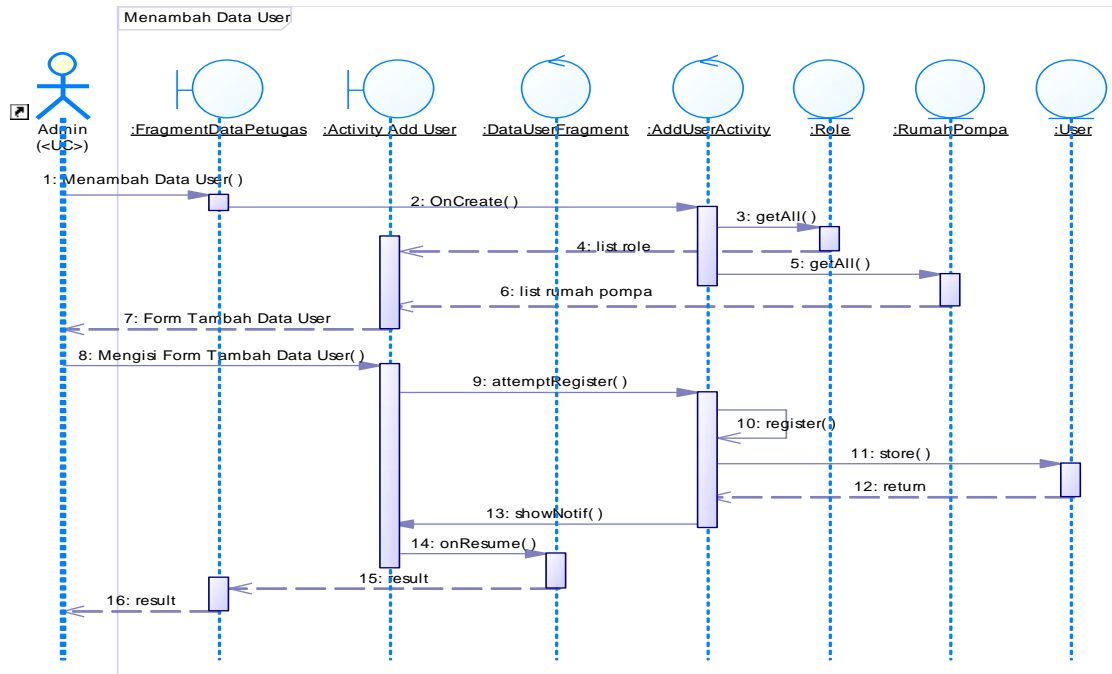 Menambah Data User
Admin
(<UC>)
:FragmentDataPetugas
:Activity Add User
:DataUserFragment
:AddUserActivity
:Role
:RumahPompa
:User
1: Menambah Data User( )
2: OnCreate( )
3: getAll( )
4: list role
5: getAll( )
6: list rumah pompa
7: Form Tambah Data User
8: Mengisi Form Tambah Data User( )
9: attemptRegister( )
10: register( )
11: store( )
12: return
13: showNotif( )
14: onResume( )
15: result
16: result